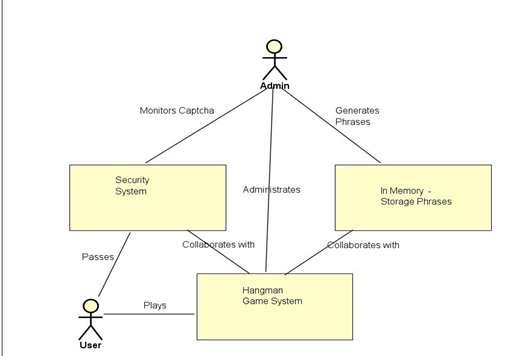 Admin
Monitors Captcha
Generates
Phrases
Security
System
Administrates
In Memory -
Storage Phrases
Collaborates with
Collaborates with
Passes
Hangman
Game System
Plays
User